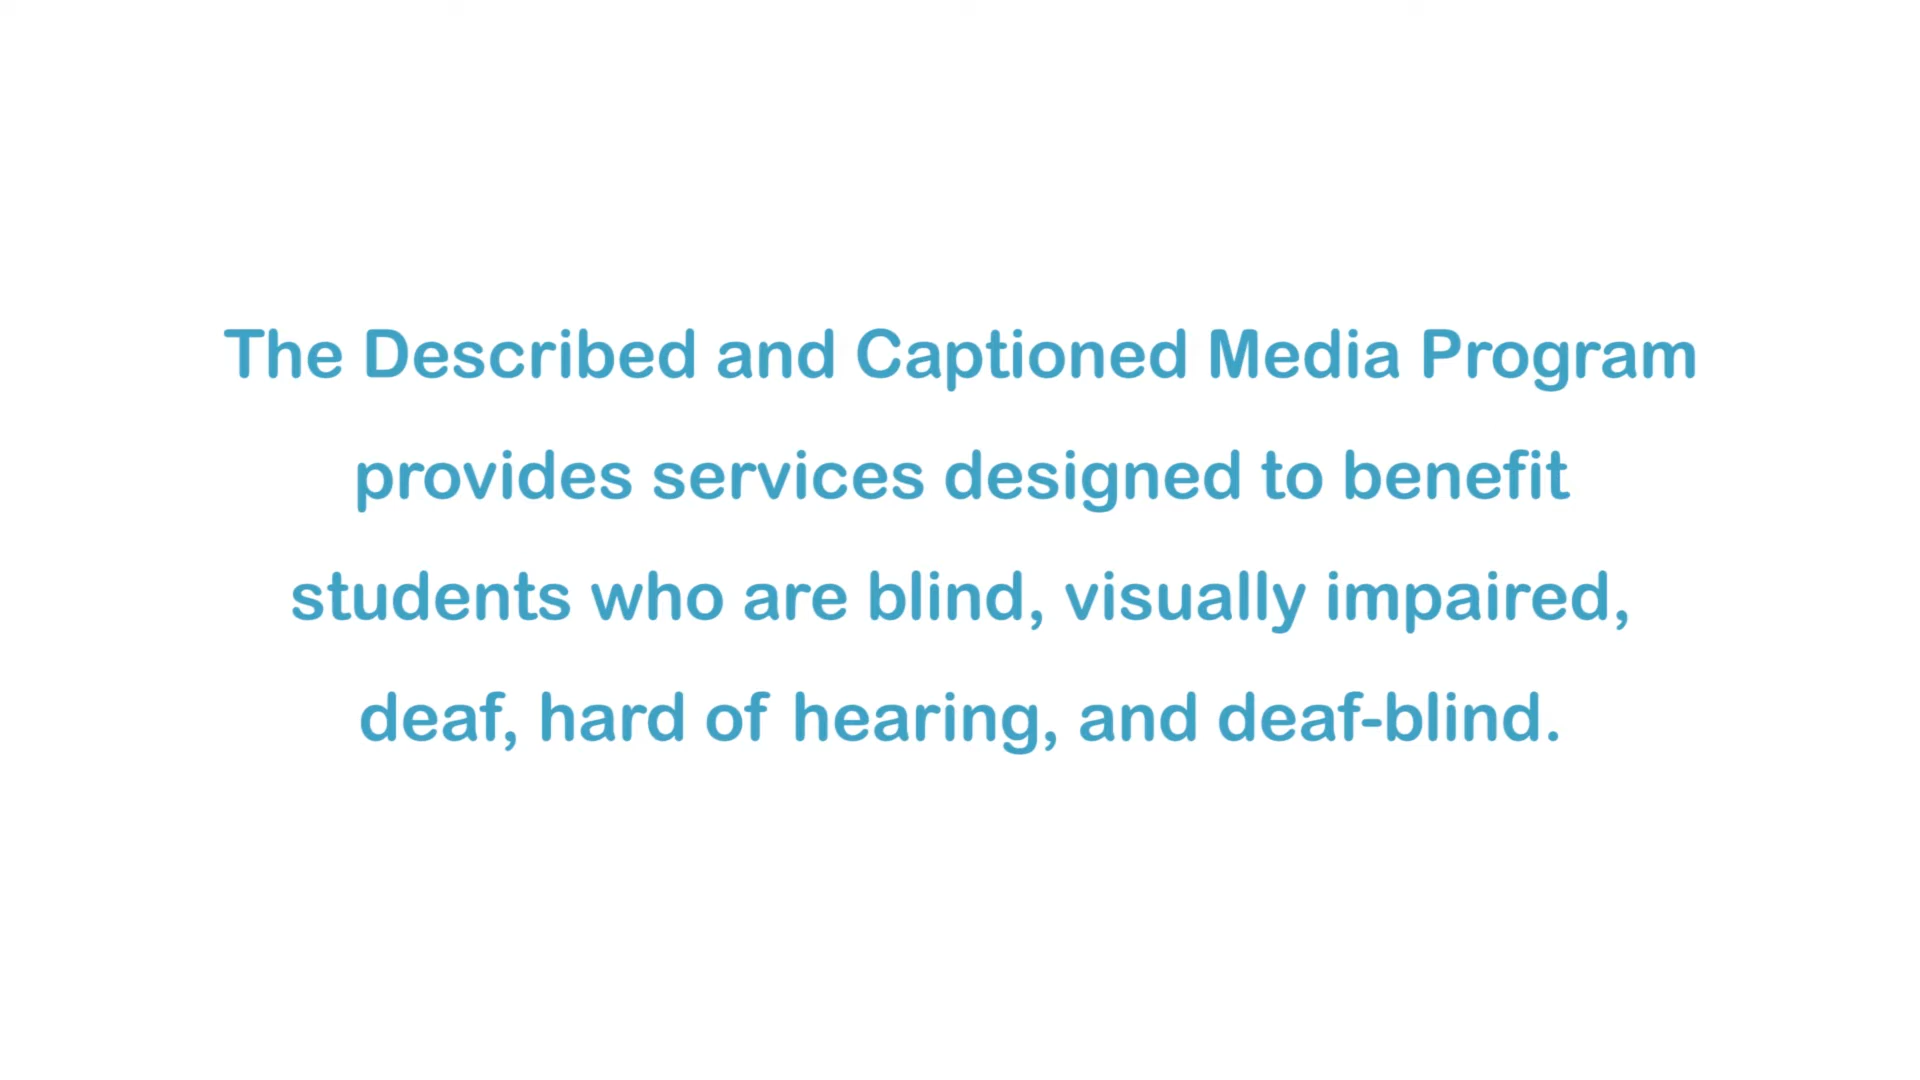 The Described and Captioned Media Program
provides services designed to benefit
students who are blind, visually impaired,
deaf, hard of hearing, and deaf-blind.